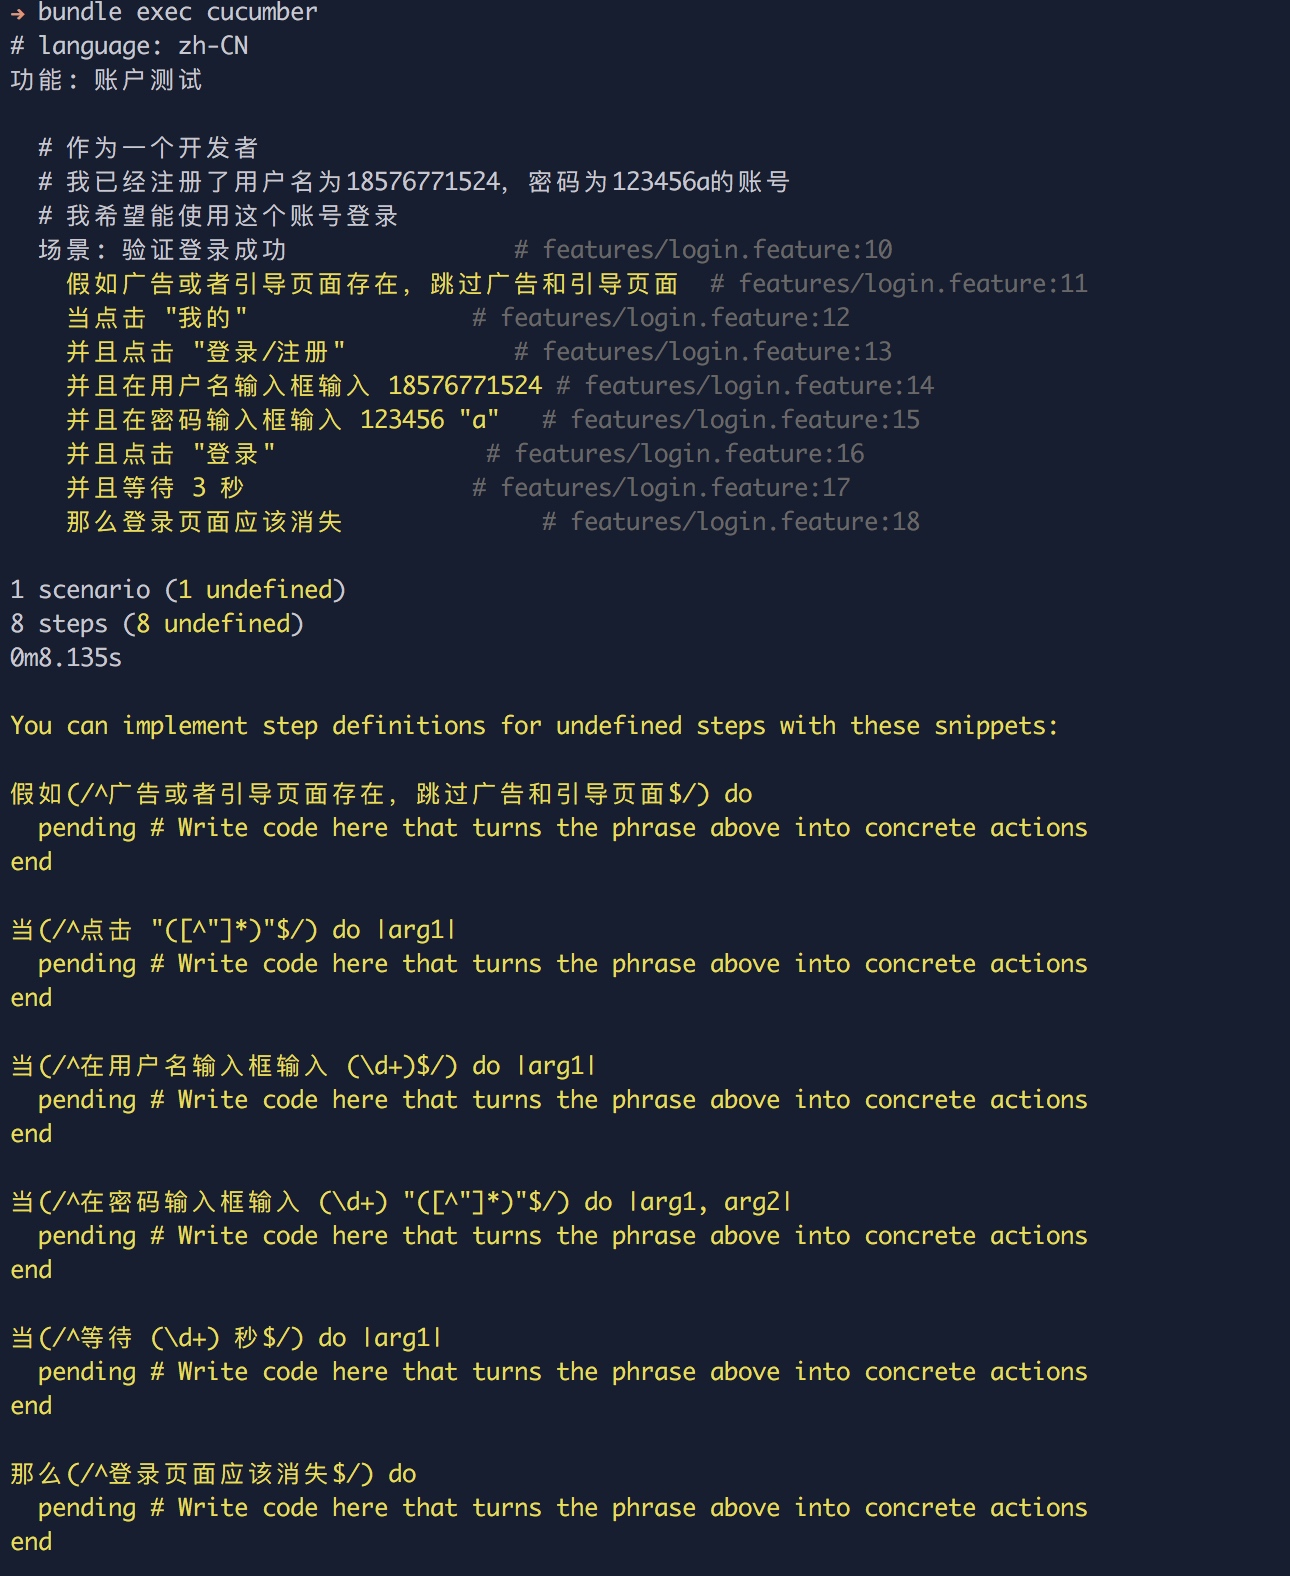 → bundle exec cucumber
# language: zh-CN
功能: 账户测试
# 作为一个开发者
# 我已经注册了用户名为18576771524, 密码为123456a的账号
# 我希望能使用这个账号登录
场景: 验证登录成功 # features/login.feature:10
假如广告或者引导页面存在, 跳过广告和引导页面 # features/login.feature:11
当点击 "我的" # features/login.feature:12
并且点击 "登录/注册" # features/login.feature:13
并且在用户名输入框输入 18576771524 # features/login.feature:14
并且在密码输入框输入 123456 "a" # features/login.feature:15
并且点击 "登录" # features/login.feature:16
并且等待 3 秒 # features/login.feature:17
那么登录页面应该消失 # features/login.feature:18
1 scenario (1 undefined)
8 steps (8 undefined)
0m8.135s
You can implement step definitions for undefined steps with these snippets:
假如(/^广告或者引导页面存在, 跳过广告和引导页面$/) do
pending # Write code here that turns the phrase above into concrete actions
end
当(/^点击 "([^"]*)"$/) do |arg1|
pending # Write code here that turns the phrase above into concrete actions
end
当(/^在用户名输入框输入 (\d+)$/) do |arg1|
pending # Write code here that turns the phrase above into concrete actions
end
当(/^在密码输入框输入 (\d+) "([^"]*)"$/) do |arg1, arg2|
pending # Write code here that turns the phrase above into concrete actions
end
当(/^等待 (\d+) 秒$/) do |arg1|
pending # Write code here that turns the phrase above into concrete actions
end
那么(/^登录页面应该消失$/) do
pending # Write code here that turns the phrase above into concrete actions
end